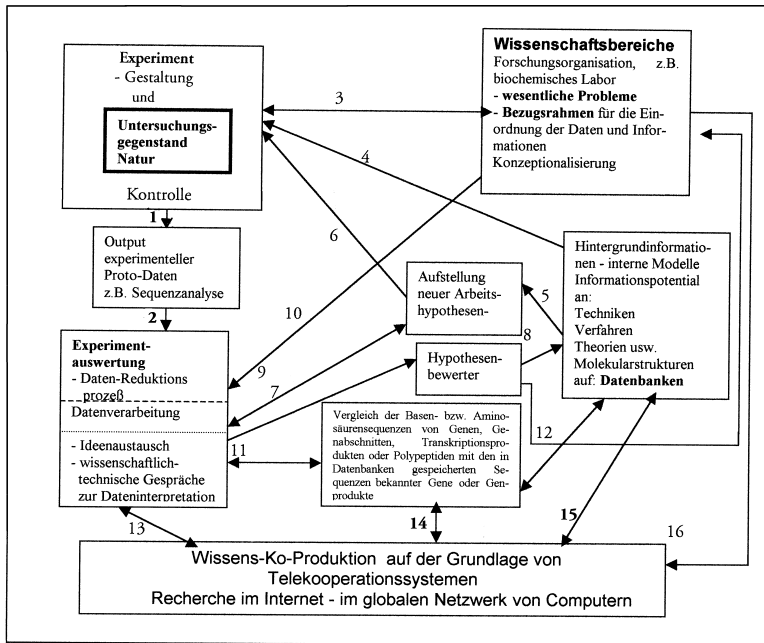 Experiment
- Gestaltung
und
Untersuchungs-
gegenstand
Natur
Kontrolle
1
Output
experimenteller
Proto-Daten
z.B. Sequenzanalyse
2
Experiment-
auswertung
- Daten-Reduktions
prozeß
Datenverarbeitung
- Ideenaustausch
- wissenschaftlich-
technische Gespräche
zur Dateninterpretation
3
4
6
10
9
7
5
8
11
12
13
14
15
16
Wissenschaftsbereiche
Forschungsorganisation, z.B.
biochemisches Labor
- wesentliche Probleme
- Bezugsrahmen für die Ein-
ordnung der Daten und Infor-
mationen
Konzeptionalisierung
Aufstellung
neuer Arbeits-
hypothesen-
Hypothesen-
bewerter
Hintergrundinformatio-
nen - interne Modelle
Informationspotential
an:
Techniken
Verfahren
Theorien usw.
Molekularstrukturen
auf: Datenbanken
Vergleich der Basen- bzw. Amino-
säurensequenzen von Genen, Ge-
nabschnitten, Transkriptionspro-
dukten oder Polypeptiden mit den in
Datenbanken gespeicherten Se-
quenzen bekannter Gene oder Gen-
produkte
Wissens-Ko-Produktion auf der Grundlage von
Telekooperationssystemen
Recherche im Internet - im globalen Netzwerk von Computern